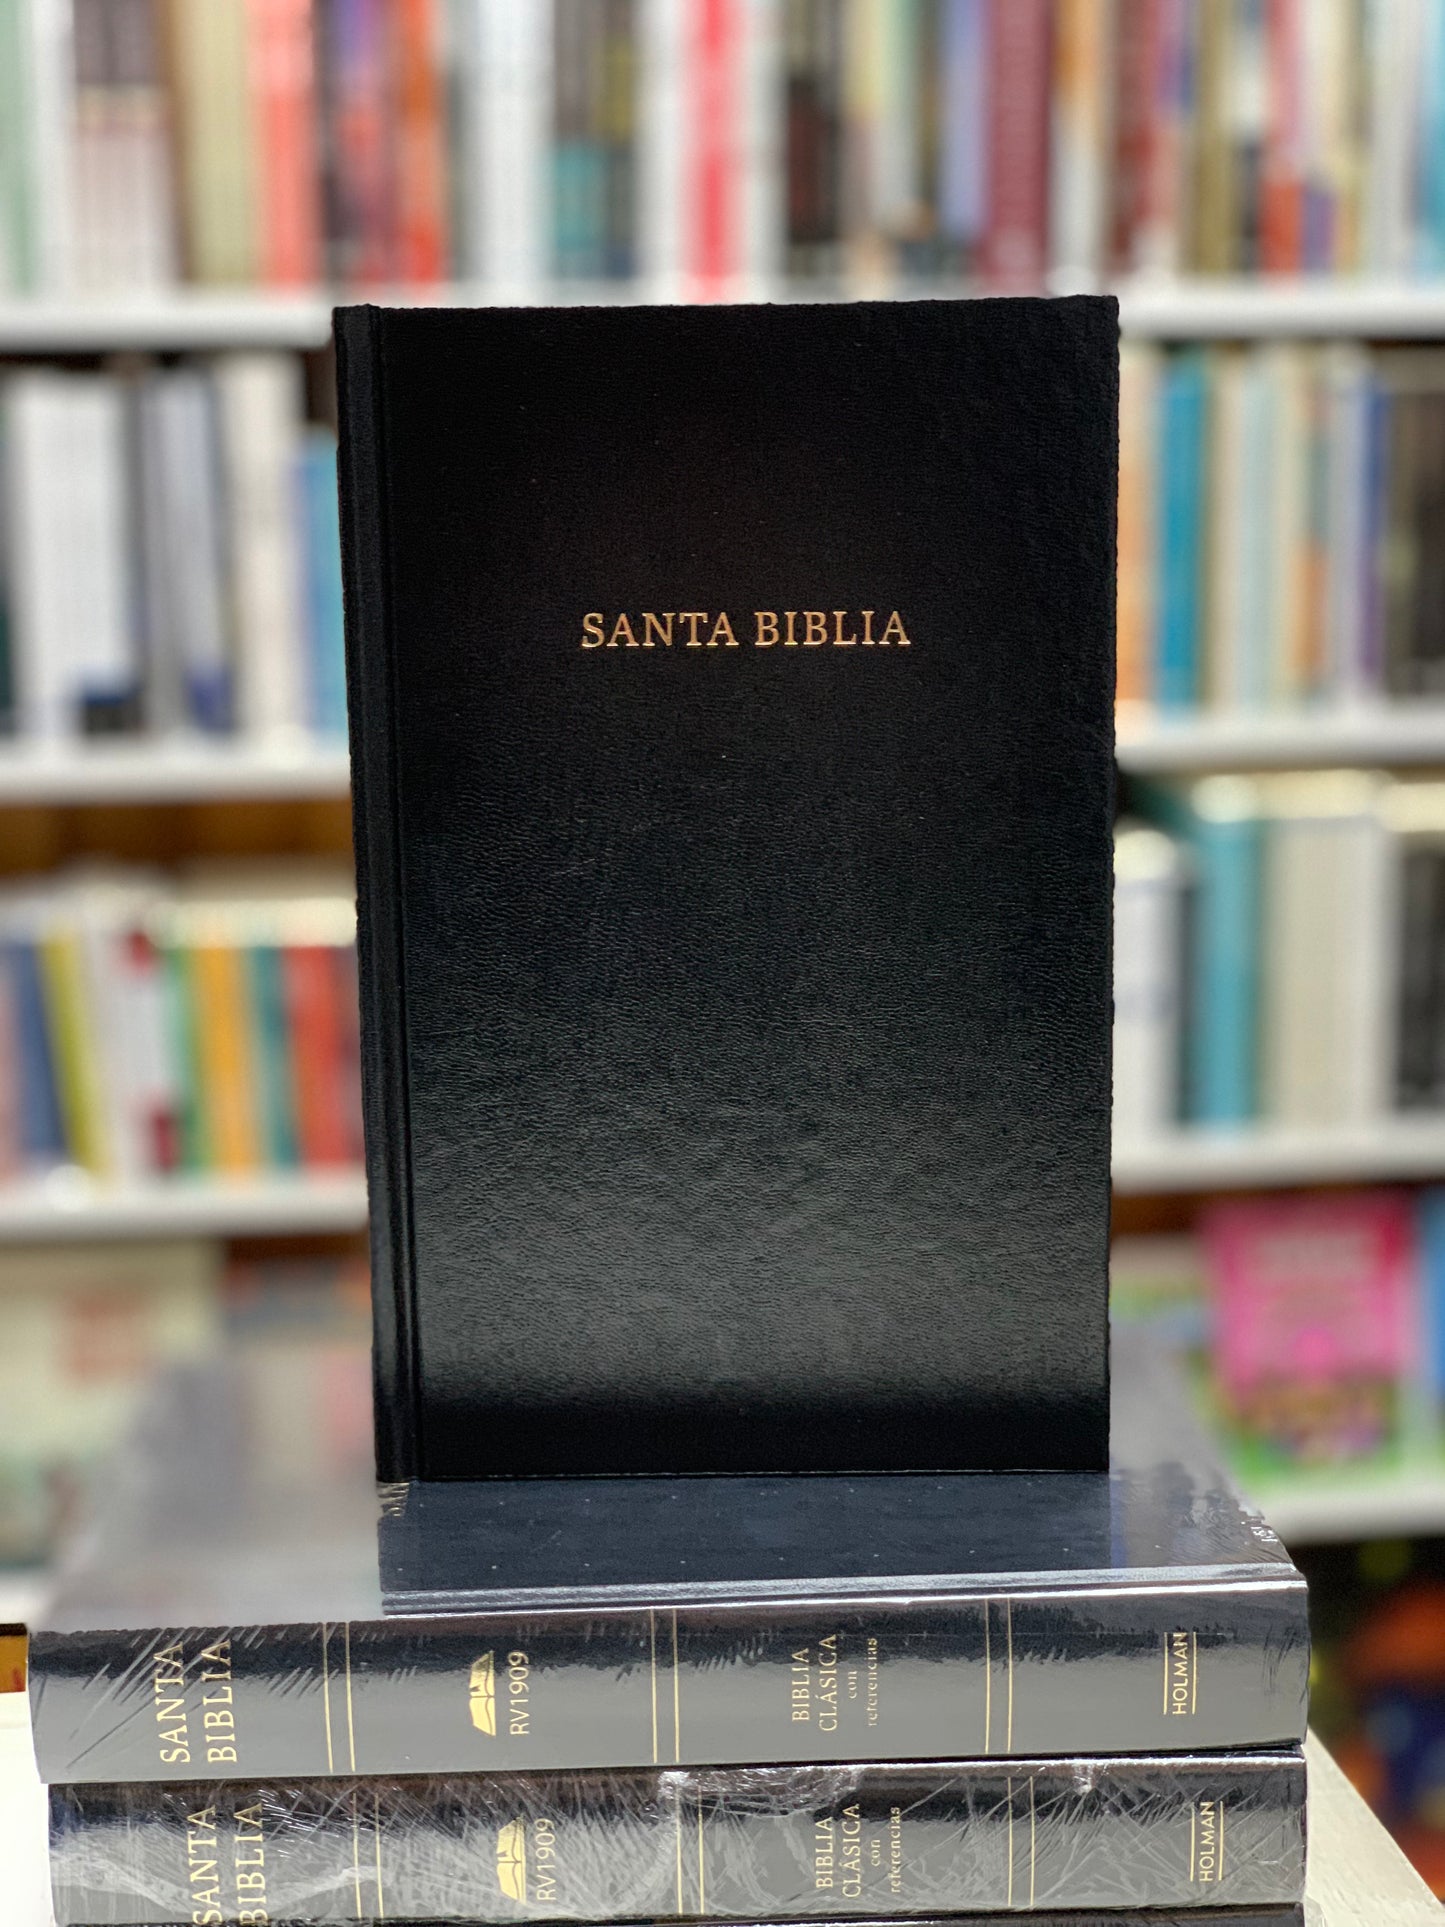 SANTA BIBLIA
SANTA
BIBLIA
RV1909
BIBLIA
CLÁSICA
con
referencias
HOLMAN
SANTA
BIBLIA
RV1909
BIBLIA
CLÁSICA
con
referencias
HOLMAN